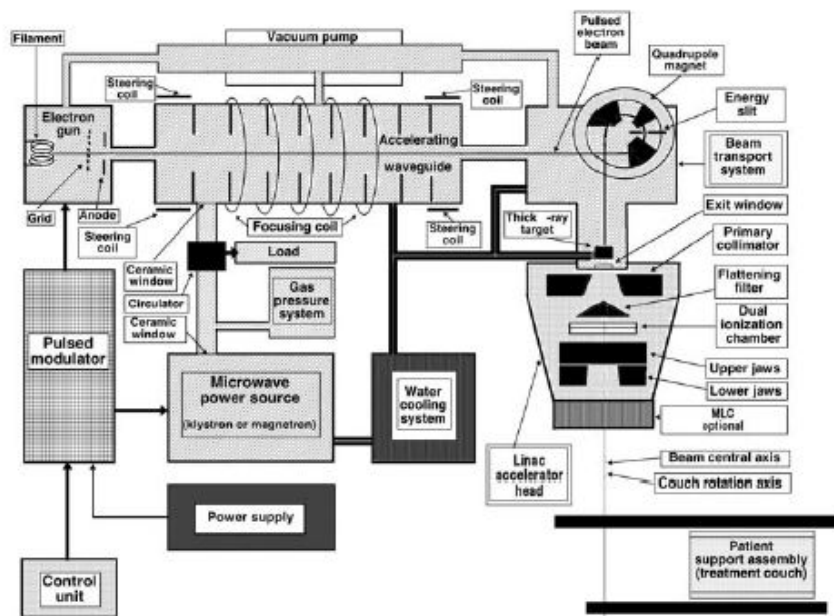 Filament
Vacuum pump
Pullsed
electron
beam
Quadrupole
magnet
Steering
coil
Steering
coil
Energy
slit
Electron
gun
Accelerating
waveguide
Beam
transport
system
Grid
Anode
Steering
coil
Focusing coil
Steering
coil
Thick -ray
target
Exit window
Primary
collimator
Ceramic
window
Load
Circulator
Gas
pressure
system
Flattening
filter
Ceramic
window
Dual
ionization
chamber
Pulsed
modulator
Microwave
power source
(klystron or magnetron)
Water
cooling
system
Upper jaws
Lower jaws
MLC
optional
Linac
accelerator
head
Beam central axis
Couch rotation axis
Power supply
Control
unit
Patient
support assembly
(treatment couch)